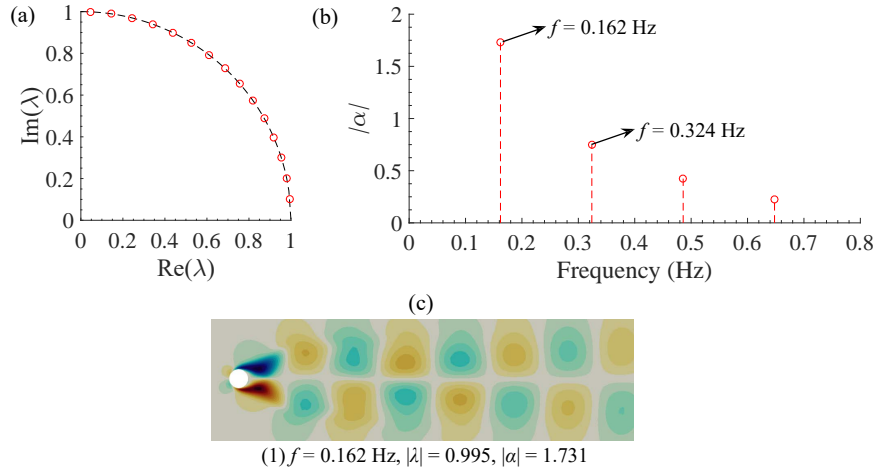 (a)
1
0.8
0.6
0.4
0.2
0
Im(λ)
0 0.2 0.4 0.6 0.8 1
Re(λ)
(b)
2
1.5
1
0.5
0
|α|
f = 0.162 Hz
f = 0.324 Hz
0 0.1 0.2 0.3 0.4 0.5 0.6 0.7 0.8
Frequency (Hz)
(c)
(1) f = 0.162 Hz, |λ| = 0.995, |α| = 1.731